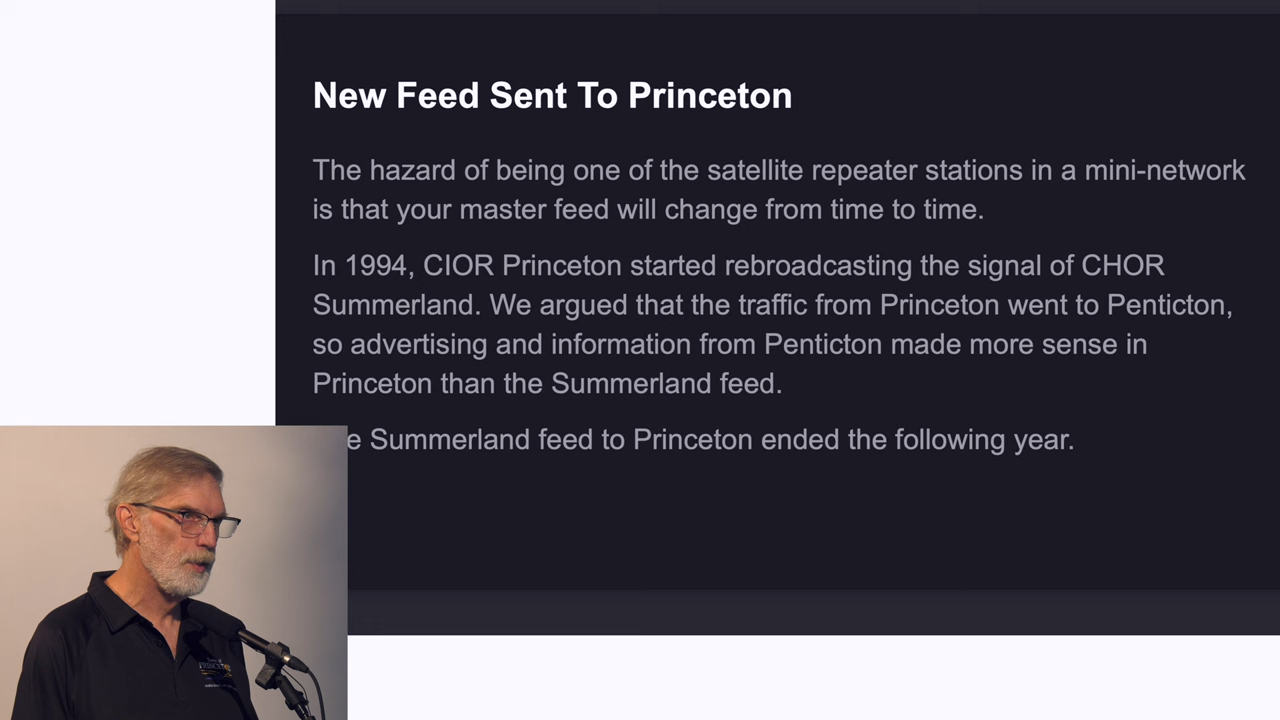 New Feed Sent To Princeton
The hazard of being one of the satellite repeater stations in a mini-network
is that your master feed will change from time to time.
In 1994, CIOR Princeton started rebroadcasting the signal of CHOR
Summerland. We argued that the traffic from Princeton went to Penticton,
so advertising and information from Penticton made more sense in
Princeton than the Summerland feed.
e Summerland feed to Princeton ended the following year.
PRINCETON